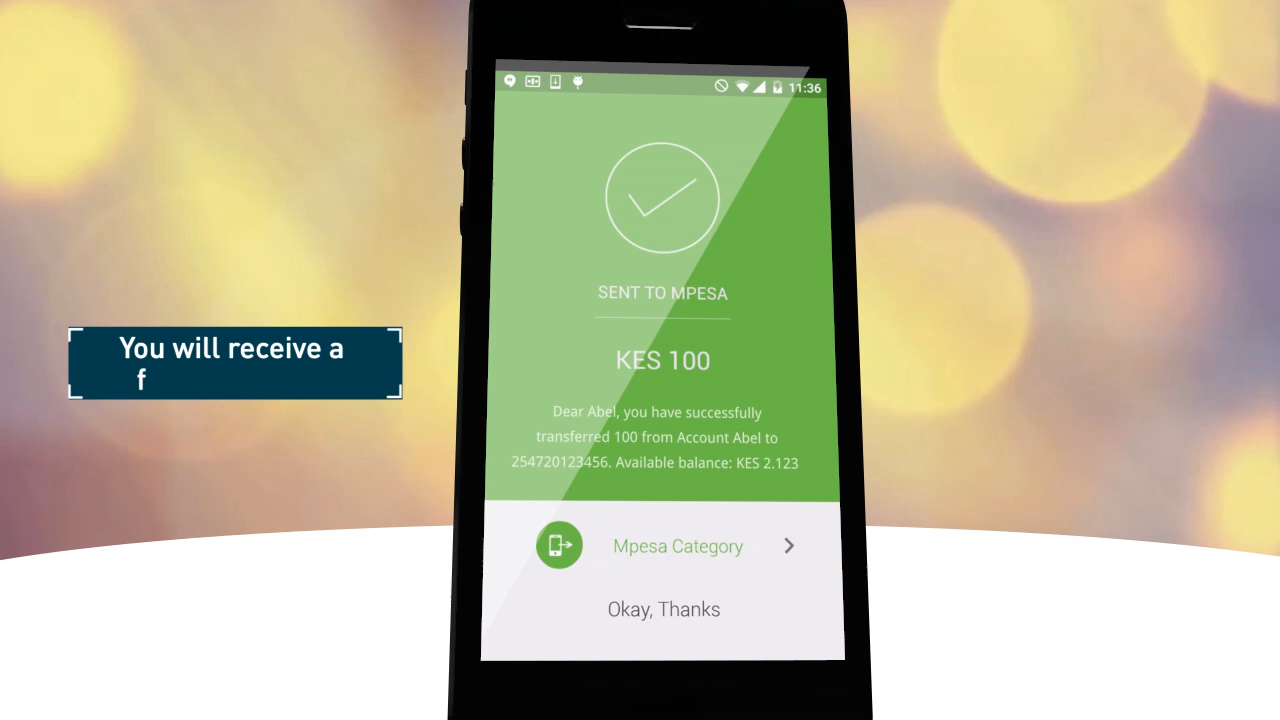 11:36
SENT TO MPESA
KES 100
Dear Abel, you have successfully
transferred 100 from Account Abel to
254720123456. Available balance: KES 2.123
Mpesa Category
Okay, Thanks
You will receive a
f